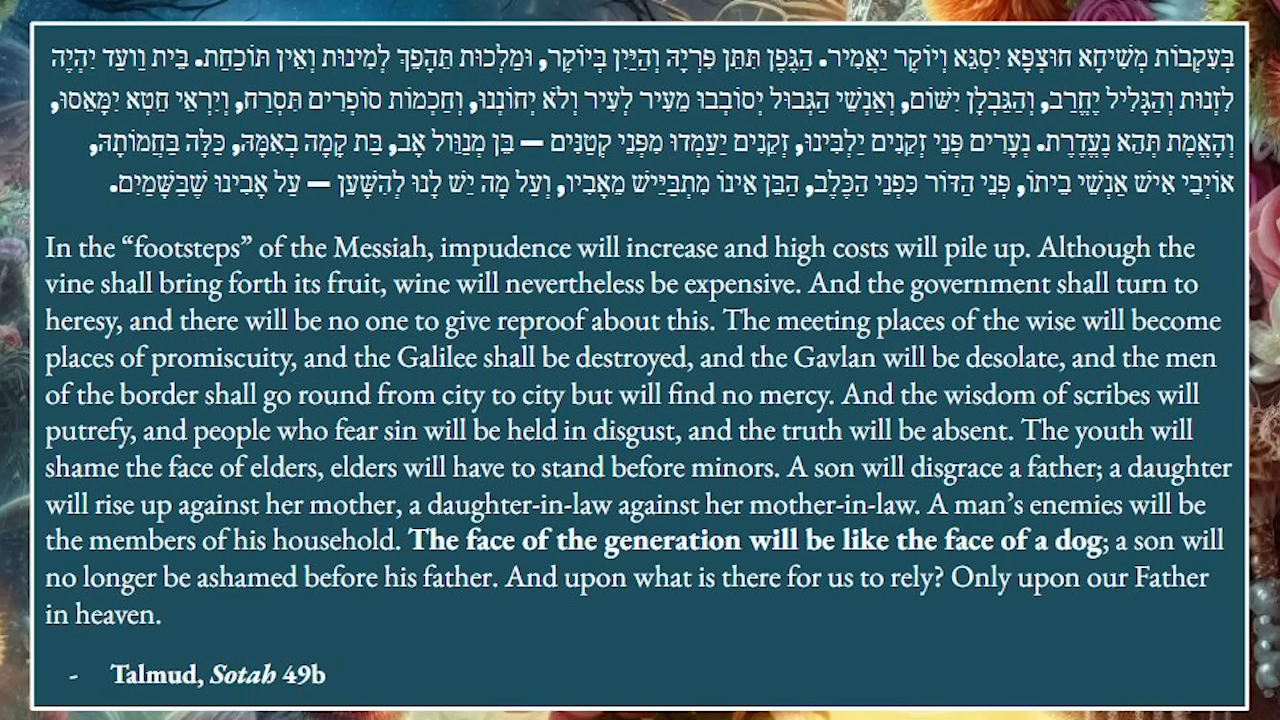 בְּעִקְבוֹת מְשִׁיחָא חוּצְפָּא יִסְגֵּא וְיוֹקֶר יַאֲמִיר. הַגֶּפֶן תִּתֵּן פִּרְיָהּ וְהַיַּיִן בְּיוֹקֶר, וּמַלְכוּת תֵּהָפֵךְ לְמִינוּת וְאֵין תּוֹכַחַת. בֵּית וַועַד יִהְיֶה
לִזְנוּת וְהַגָּלִיל יֶחֱרַב, וְהַגַּבְלָן יִשּׁוֹם, וְאַנְשֵׁי הַגְּבוּל יְסוֹבְבוּ מֵעִיר לְעִיר וְלֹא יְחוֹנָנוּ, וְחַכְמוֹת סוֹפְרִים תִּסְרַח, וְיִרְאֵי חֵטְא יִמָּאֵסוּ,
וְהָאֱמֶת תְּהֵא נֶעֱדֶרֶת. נְעָרִים פְּנֵי זְקֵנִים יַלְבִּינוּ, זְקֵנִים יַעַמְדוּ מִפְּנֵי קְטַנִּים — בֵּן מְנַוֵּול אָב, בַּת קָמָה בְאִמָּהּ, כַּלָּה בַּחֲמוֹתָהּ,
אוֹיְבֵי אִישׁ אַנְשֵׁי בֵיתוֹ, פְּנֵי הַדּוֹר כִּפְנֵי הַכֶּלֶב, הַבֵּן אֵינוֹ מִתְבַּיֵּישׁ מֵאָבִיו, וְעַל מָה יֵשׁ לָנוּ לְהִשָּׁעֵן — עַל אָבִינוּ שֶׁבַּשָּׁמַיִם.
In the “footsteps” of the Messiah, impudence will increase and high costs will pile up. Although the
vine shall bring forth its fruit, wine will nevertheless be expensive. And the government shall turn to
heresy, and there will be no one to give reproof about this. The meeting places of the wise will become
places of promiscuity, and the Galilee shall be destroyed, and the Gavlan will be desolate, and the men
of the border shall go round from city to city but will find no mercy. And the wisdom of scribes will
putrefy, and people who fear sin will be held in disgust, and the truth will be absent. The youth will
shame the face of elders, elders will have to stand before minors. A son will disgrace a father; a daughter
will rise up against her mother, a daughter-in-law against her mother-in-law. A man’s enemies will be
the members of his household. The face of the generation will be like the face of a dog; a son will
no longer be ashamed before his father. And upon what is there for us to rely? Only upon our Father
in heaven.
- Talmud, Sotah 49b